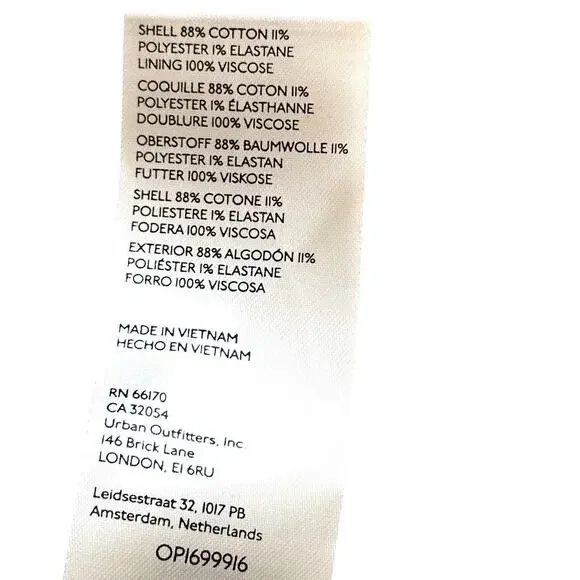 SHELL 88% COTTON 11%
POLYESTER 1% ELASTANE
LINING 100% VISCOSE
COQUILLE 88% COTON 11%
POLYESTER 1% ÉLASTHANNE
DOUBLURE 100% VISCOSE
OBERSTOFF 88% BAUMWOLLE 11%
POLYESTER 1% ELASTAN
FUTTER 100% VISKOSE
SHELL 88% COTONE 11%
POLIESTERE 1% ELASTAN
FODERA 100% VISCOSA
EXTERIOR 88% ALGODÓN 11%
POLIÉSTER 1% ELASTANE
FORRO 100% VISCOSA
MADE IN VIETNAM
HECHO EN VIETNAM
RN 66170
CA 32054
Urban Outfitters, Inc
146 Brick Lane
LONDON, E1 6RU
Leidsestraat 32, 1017 PB
Amsterdam, Netherlands
OP1699916